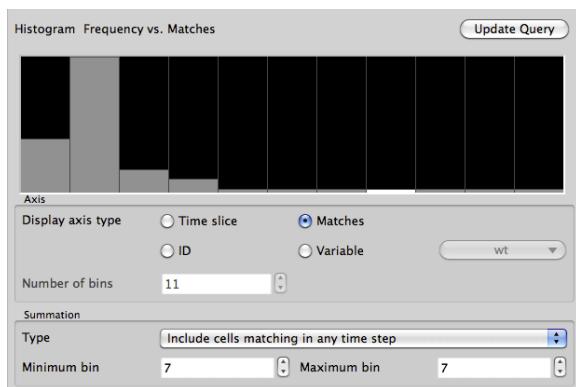 Histogram Frequency vs. Matches Update Query
Axis
Display axis type Time slice Matches
ID Variable wt
Number of bins 11
Summation
Type Include cells matching in any time step
Minimum bin 7 Maximum bin 7